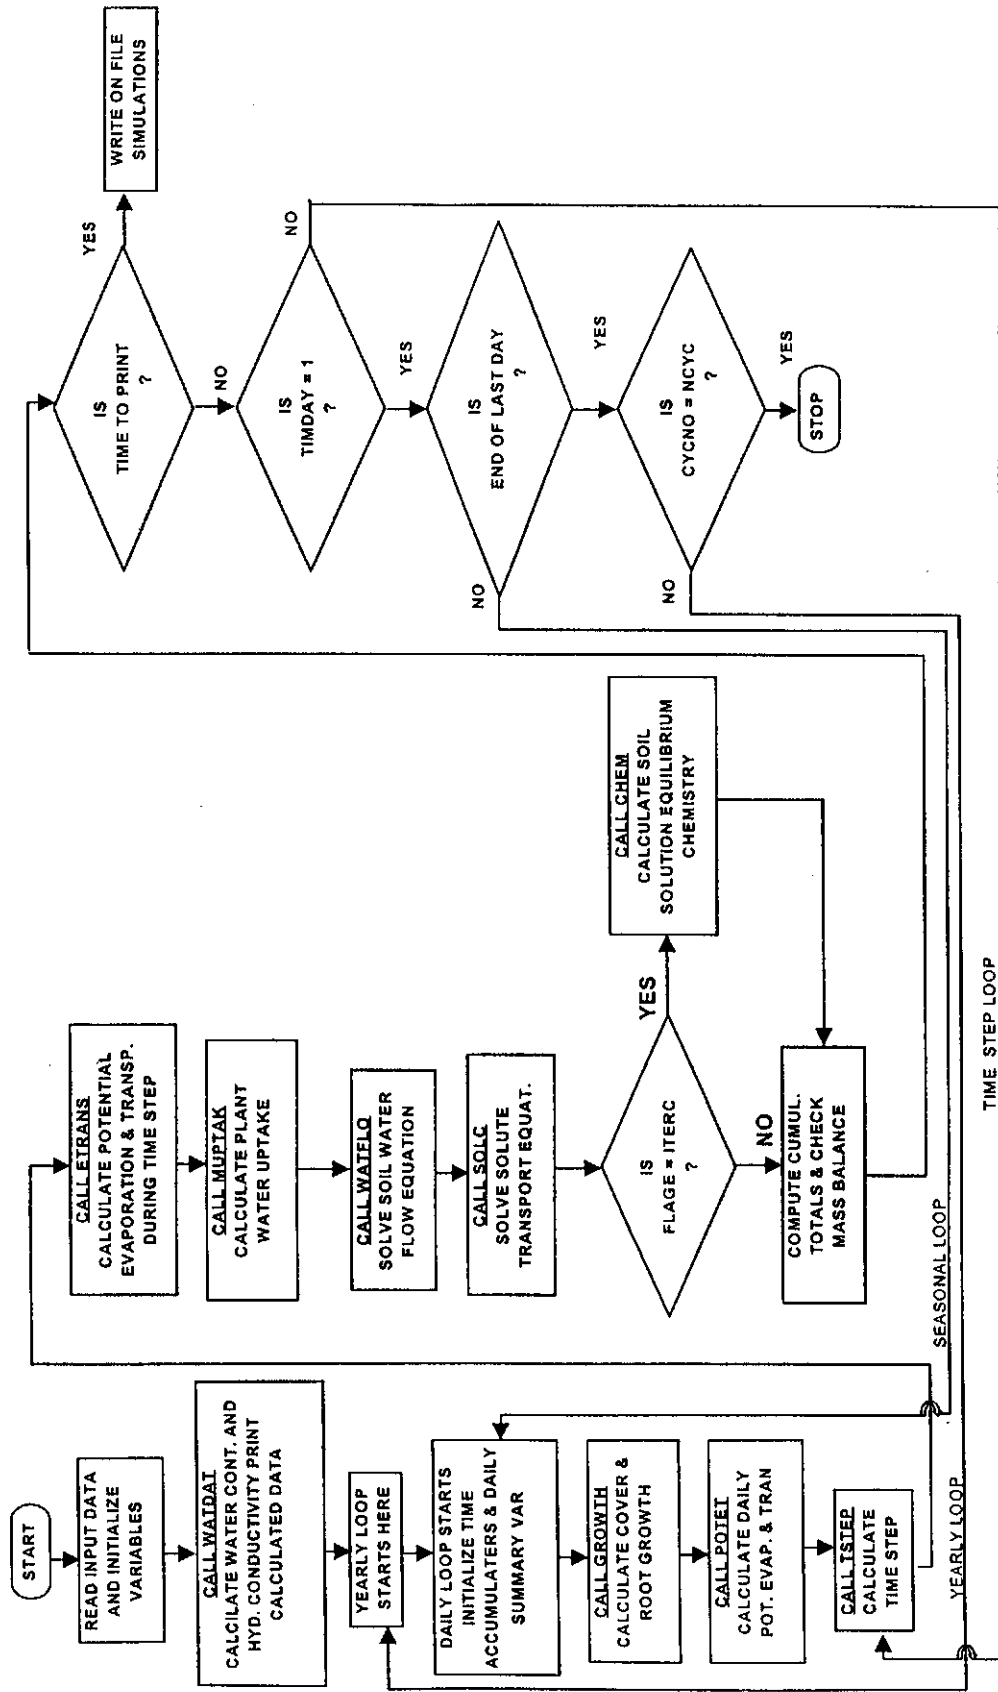 START
READ INPUT DATA
AND INITIALIZE
VARIABLES
CALL WATDAT
CALCILATE WATER CONT. AND
HYD. CONDUCTIVITY PRINT
CALCULATED DATA
YEARLY LOOP
STARTS HERE
DAILY LOOP STARTS
INITIALIZE TIME
ACCUMULATERS & DAILY
SUMMARY VAR
CALL GROWTH
CALCULATE COVER &
ROOT GROWTH
CALL POTET
CALCULATE DAILY
POT. EVAP. & TRAN
CALL TSTEP
CALCULATE
TIME STEP
CALL ETRANS
CALCULATE POTENTIAL
EVAPORATION & TRANSP.
DURING TIME STEP
CALL MUPTAK
CALCULATE PLANT
WATER UPTAKE
CALL WATFLQ
SOLVE SOIL WATER
FLOW EQUATION
CALL SOLC
SOLVE SOLUTE
TRANSPORT EQUAT.
IS
FLAGE = ITERC
?
YES
CALL CHEM
CALCULATE SOIL
SOLUTION EQUILIBRIUM
CHEMISTRY
NO
COMPUTE CUMUL.
TOTALS & CHECK
MASS BALANCE
IS
TIME TO PRINT
?
YES
WRITE ON FILE
SIMULATIONS
NO
IS
TIMDAY = 1
?
NO
YES
IS
END OF LAST DAY
?
NO
YES
IS
CYCNO = NCYC
?
NO
YES
STOP
SEASONAL LOOP
YEARLY LOOP
TIME STEP LOOP